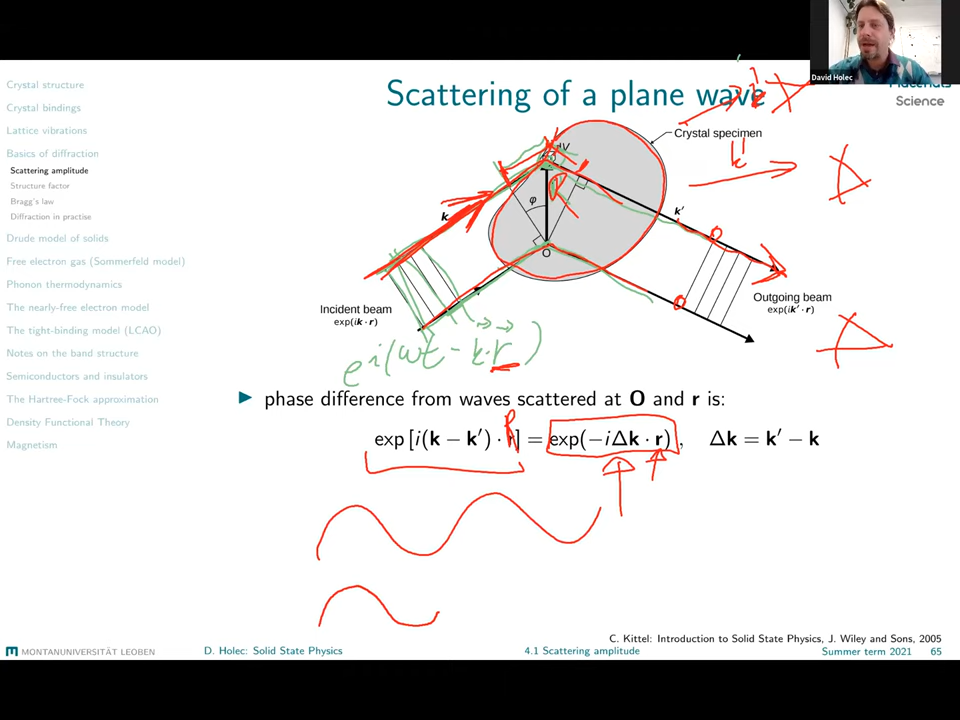 Crystal structure
Crystal bindings
Lattice vibrations
Basics of diffraction
Scattering amplitude
Structure factor
Bragg's law
Diffraction in practise
Drude model of solids
Free electron gas (Sommerfeld model)
Phonon thermodynamics
The nearly-free electron model
The tight-binding model (LCAO)
Notes on the band structure
Semiconductors and insulators
The Hartree-Fock approximation
Density Functional Theory
Magnetism
Scattering of a plane wave
David Holec
Materials
Science
Crystal specimen
k'
k'
V
R
φ
k
k'
O
Incident beam
exp(ik · r)
Outgoing beam
exp(ik' · r)
e^i(ωt - k·r)
▶ phase difference from waves scattered at O and r is:
exp [i(k − k') · R] = exp(−iΔk · r) , Δk = k' − k
C. Kittel: Introduction to Solid State Physics, J. Wiley and Sons, 2005
MONTANUNIVERSITÄT LEOBEN D. Holec: Solid State Physics 4.1 Scattering amplitude Summer term 2021 65